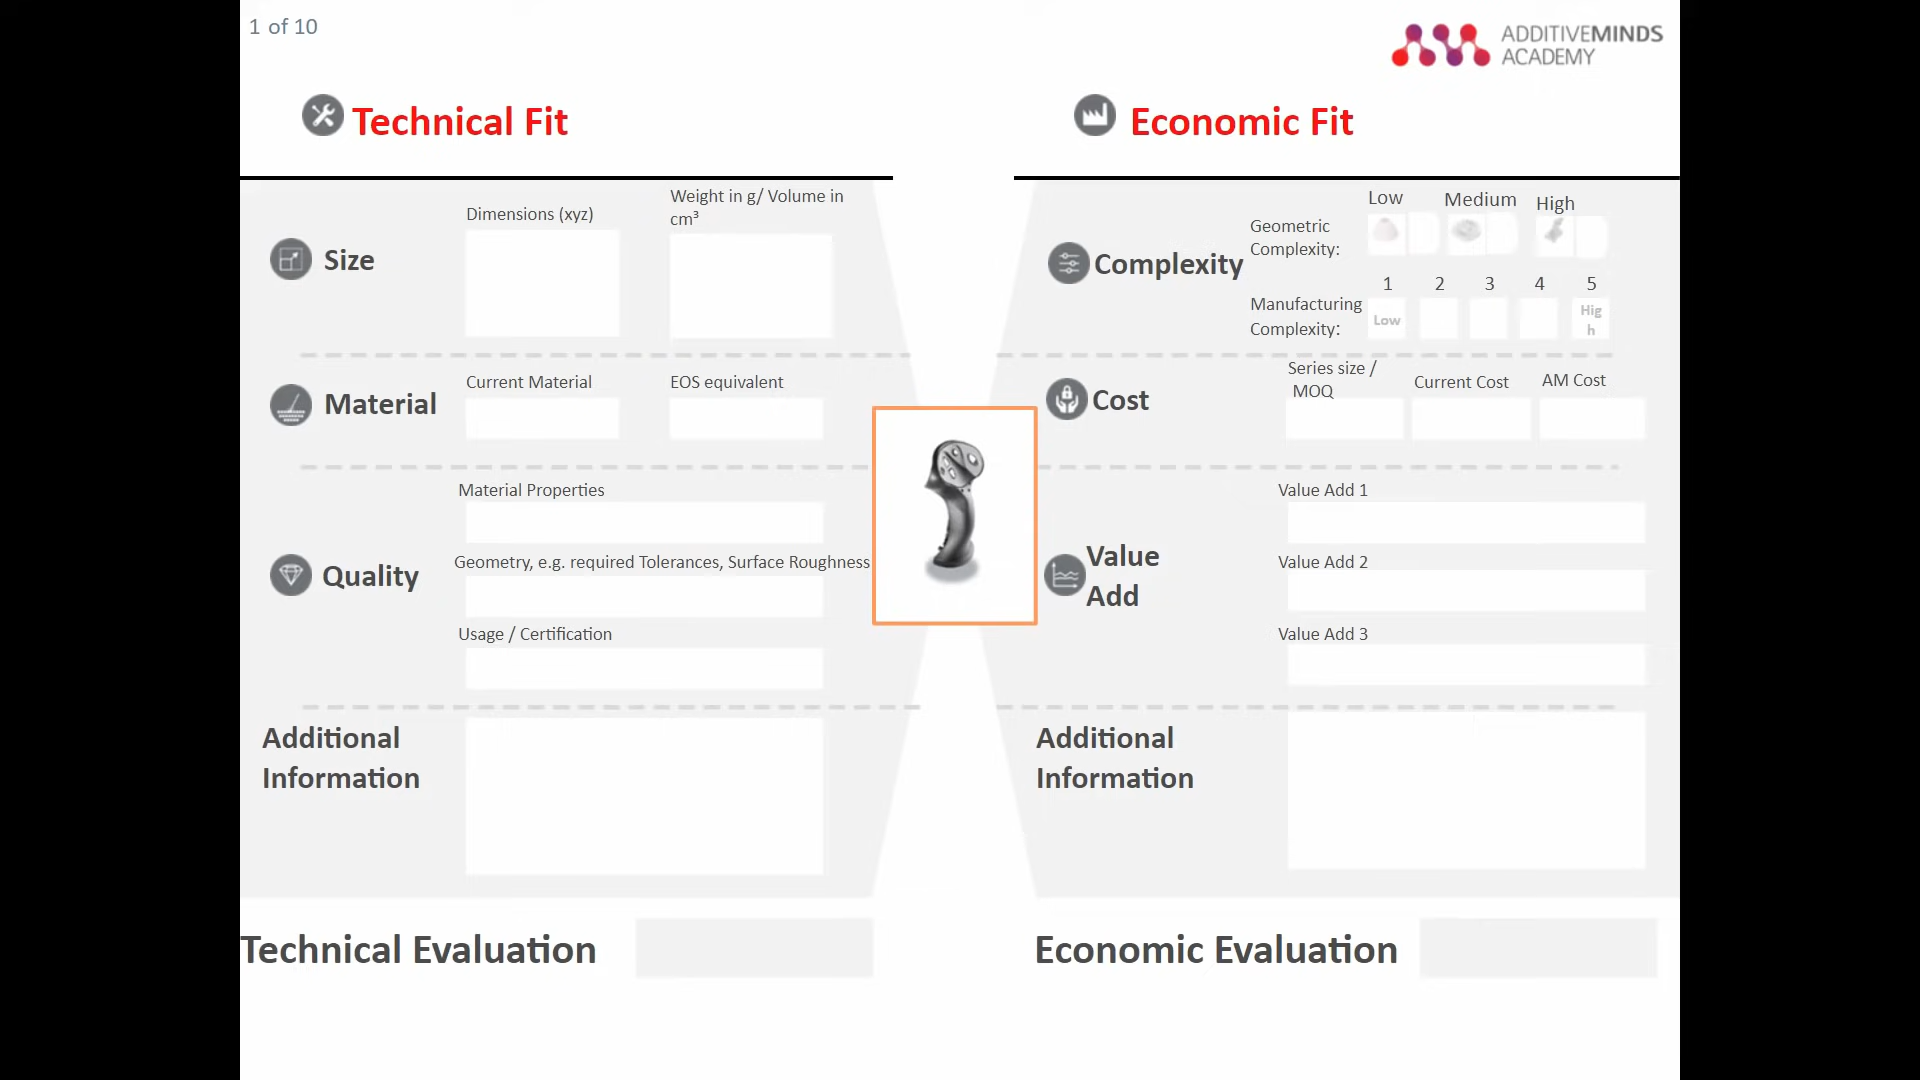 1 of 10
ADDITIVEMINDS
ACADEMY
Technical Fit
Economic Fit
Size
Dimensions (xyz)
Weight in g/ Volume in
cm³
Material
Current Material
EOS equivalent
Quality
Material Properties
Geometry, e.g. required Tolerances, Surface Roughness
Usage / Certification
Additional
Information
Technical Evaluation
Complexity
Geometric
Complexity:
Low
Medium
High
Manufacturing
Complexity:
1
2
3
4
5
Low
Hig
h
Cost
Series size /
MOQ
Current Cost
AM Cost
Value
Add
Value Add 1
Value Add 2
Value Add 3
Additional
Information
Economic Evaluation